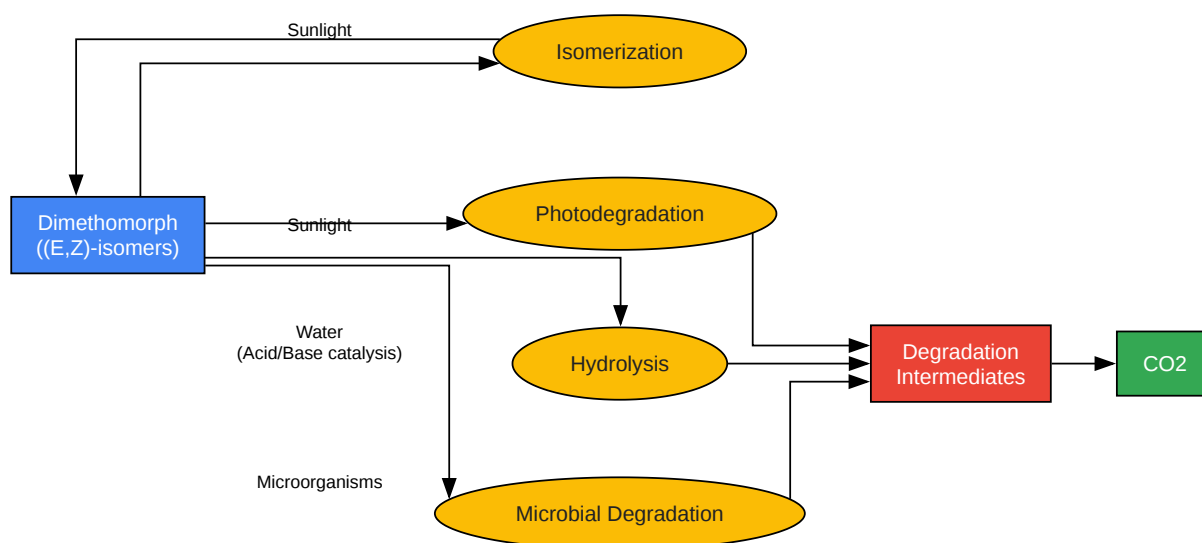 Sunlight
Isomerization
Dimethomorph
((E,Z)-isomers)
Sunlight
Photodegradation
Water
(Acid/Base catalysis)
Hydrolysis
Degradation
Intermediates
CO2
Microorganisms
Microbial Degradation